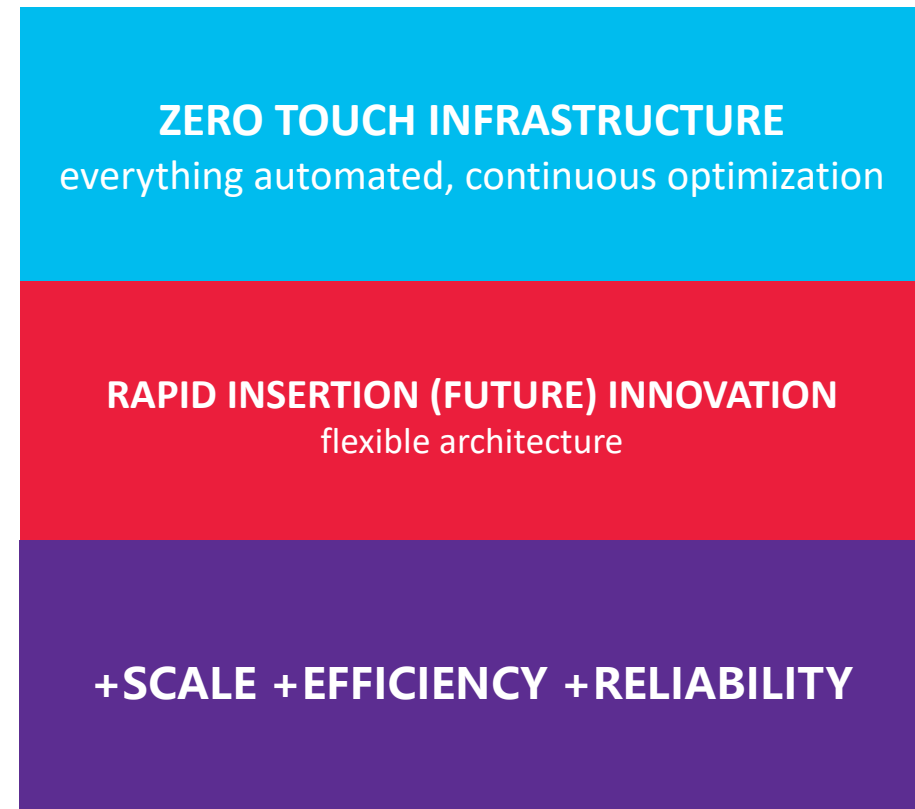 ZERO TOUCH INFRASTRUCTURE
everything automated, continuous optimization
RAPID INSERTION (FUTURE) INNOVATION
flexible architecture
+SCALE +EFFICIENCY +RELIABILITY